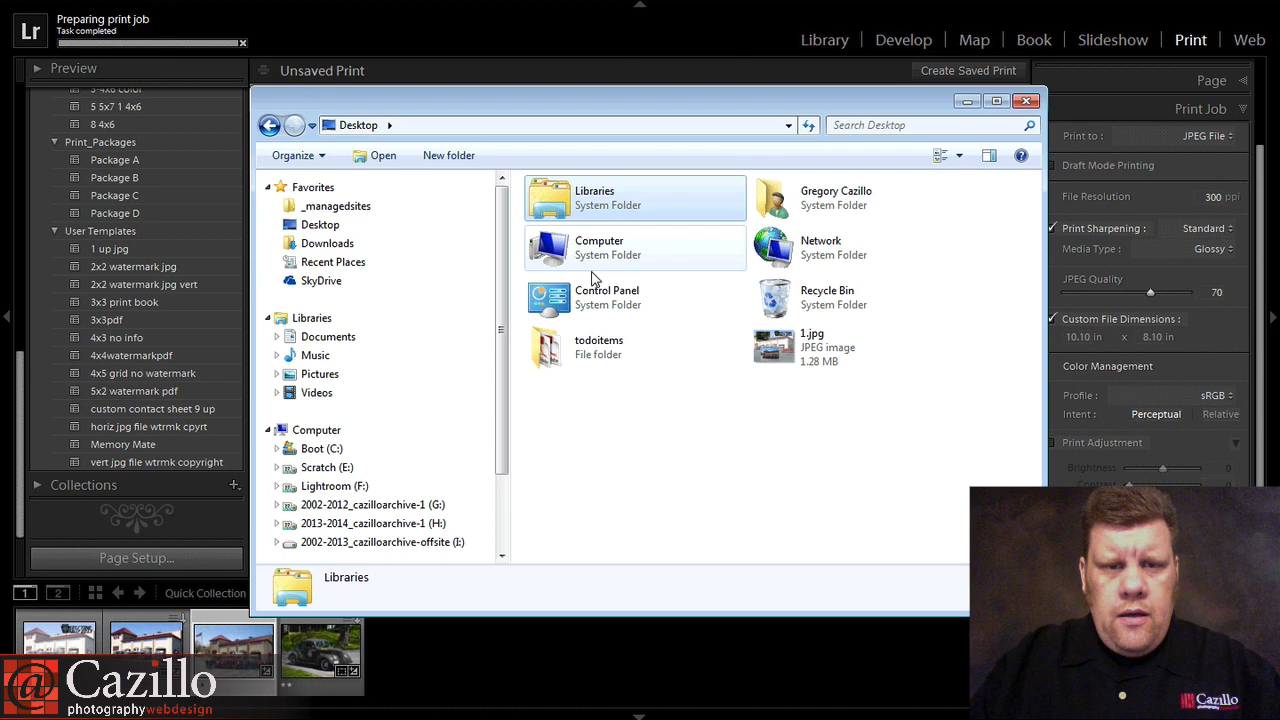 Lr
Preparing print job
Task completed
Library
Develop
Map
Book
Slideshow
Print
Web
Preview
Unsaved Print
Create Saved Print
Page
5 5x7 1 4x6
8 4x6
Print_Packages
Package A
Package B
Package C
Package D
User Templates
1 up jpg
2x2 watermark jpg
2x2 watermark jpg vert
3x3 print book
3x3pdf
4x3 no info
4x4watermarkpdf
4x5 grid no watermark
5x2 watermark pdf
custom contact sheet 9 up
horiz jpg file wtrmk cpyrt
Memory Mate
vert jpg file wtrmk copyright
Collections
Page Setup...
1
2
Quick Collection
Desktop
Search Desktop
Organize
Open
New folder
Favorites
_managedsites
Desktop
Downloads
Recent Places
SkyDrive
Libraries
Documents
Music
Pictures
Videos
Computer
Boot (C:)
Scratch (E:)
Lightroom (F:)
2002-2012_cazilloarchive-1 (G:)
2013-2014_cazilloarchive-1 (H:)
2002-2013_cazilloarchive-offsite (I:)
Libraries
System Folder
Gregory Cazillo
System Folder
Computer
System Folder
Network
System Folder
Control Panel
System Folder
Recycle Bin
System Folder
todoitems
File folder
1.jpg
JPEG image
1.28 MB
Libraries
Print Job
Print to :
JPEG File
Draft Mode Printing
File Resolution
300 ppi
Print Sharpening :
Standard
Media Type :
Glossy
JPEG Quality
70
Custom File Dimensions :
10.10 in x 8.10 in
Color Management
Profile :
sRGB
Intent :
Perceptual
Relative
Print Adjustment
Brightness
0
@ Cazillo
photographywebdesign
Cazillo